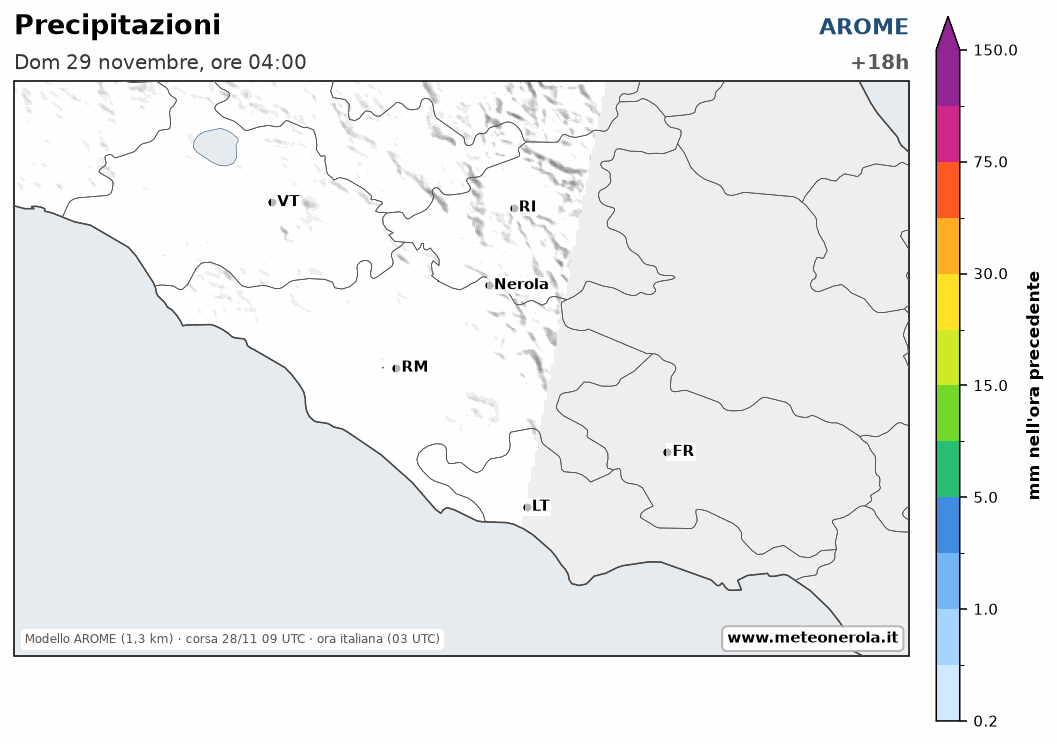 Precipitazioni
AROME
Dom 29 novembre, ore 04:00
+18h
150.0
75.0
30.0
15.0
5.0
1.0
0.2
mm nell'ora precedente
VT
RI
Nerola
RM
FR
LT
Modello AROME (1,3 km) · corsa 28/11 09 UTC · ora italiana (03 UTC)
www.meteonerola.it